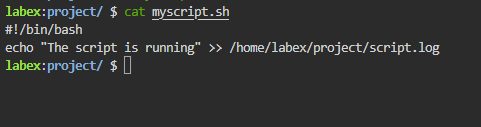 labex:project/ $ cat myscript.sh
#!/bin/bash
echo "The script is running" >> /home/labex/project/script.log
labex:project/ $